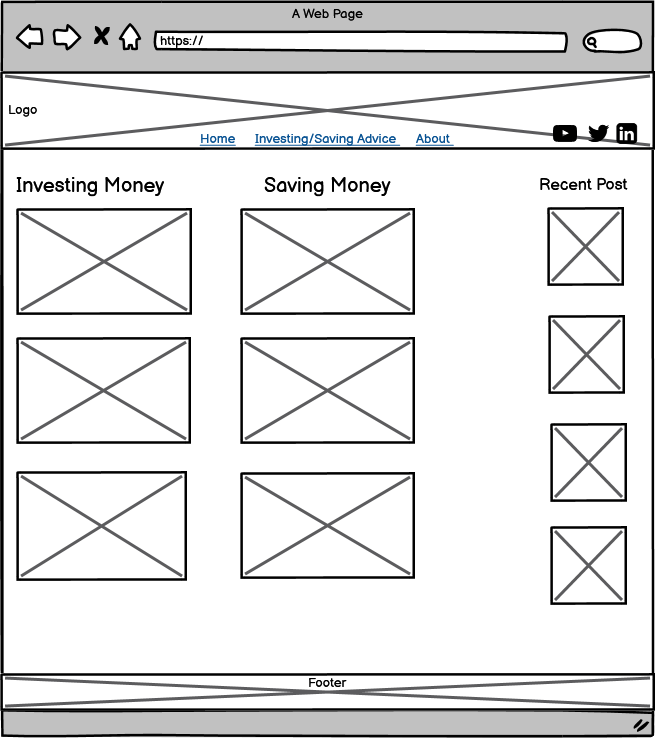 A Web Page
https://
Logo
Home Investing/Saving Advice About
Investing Money Saving Money Recent Post
Footer